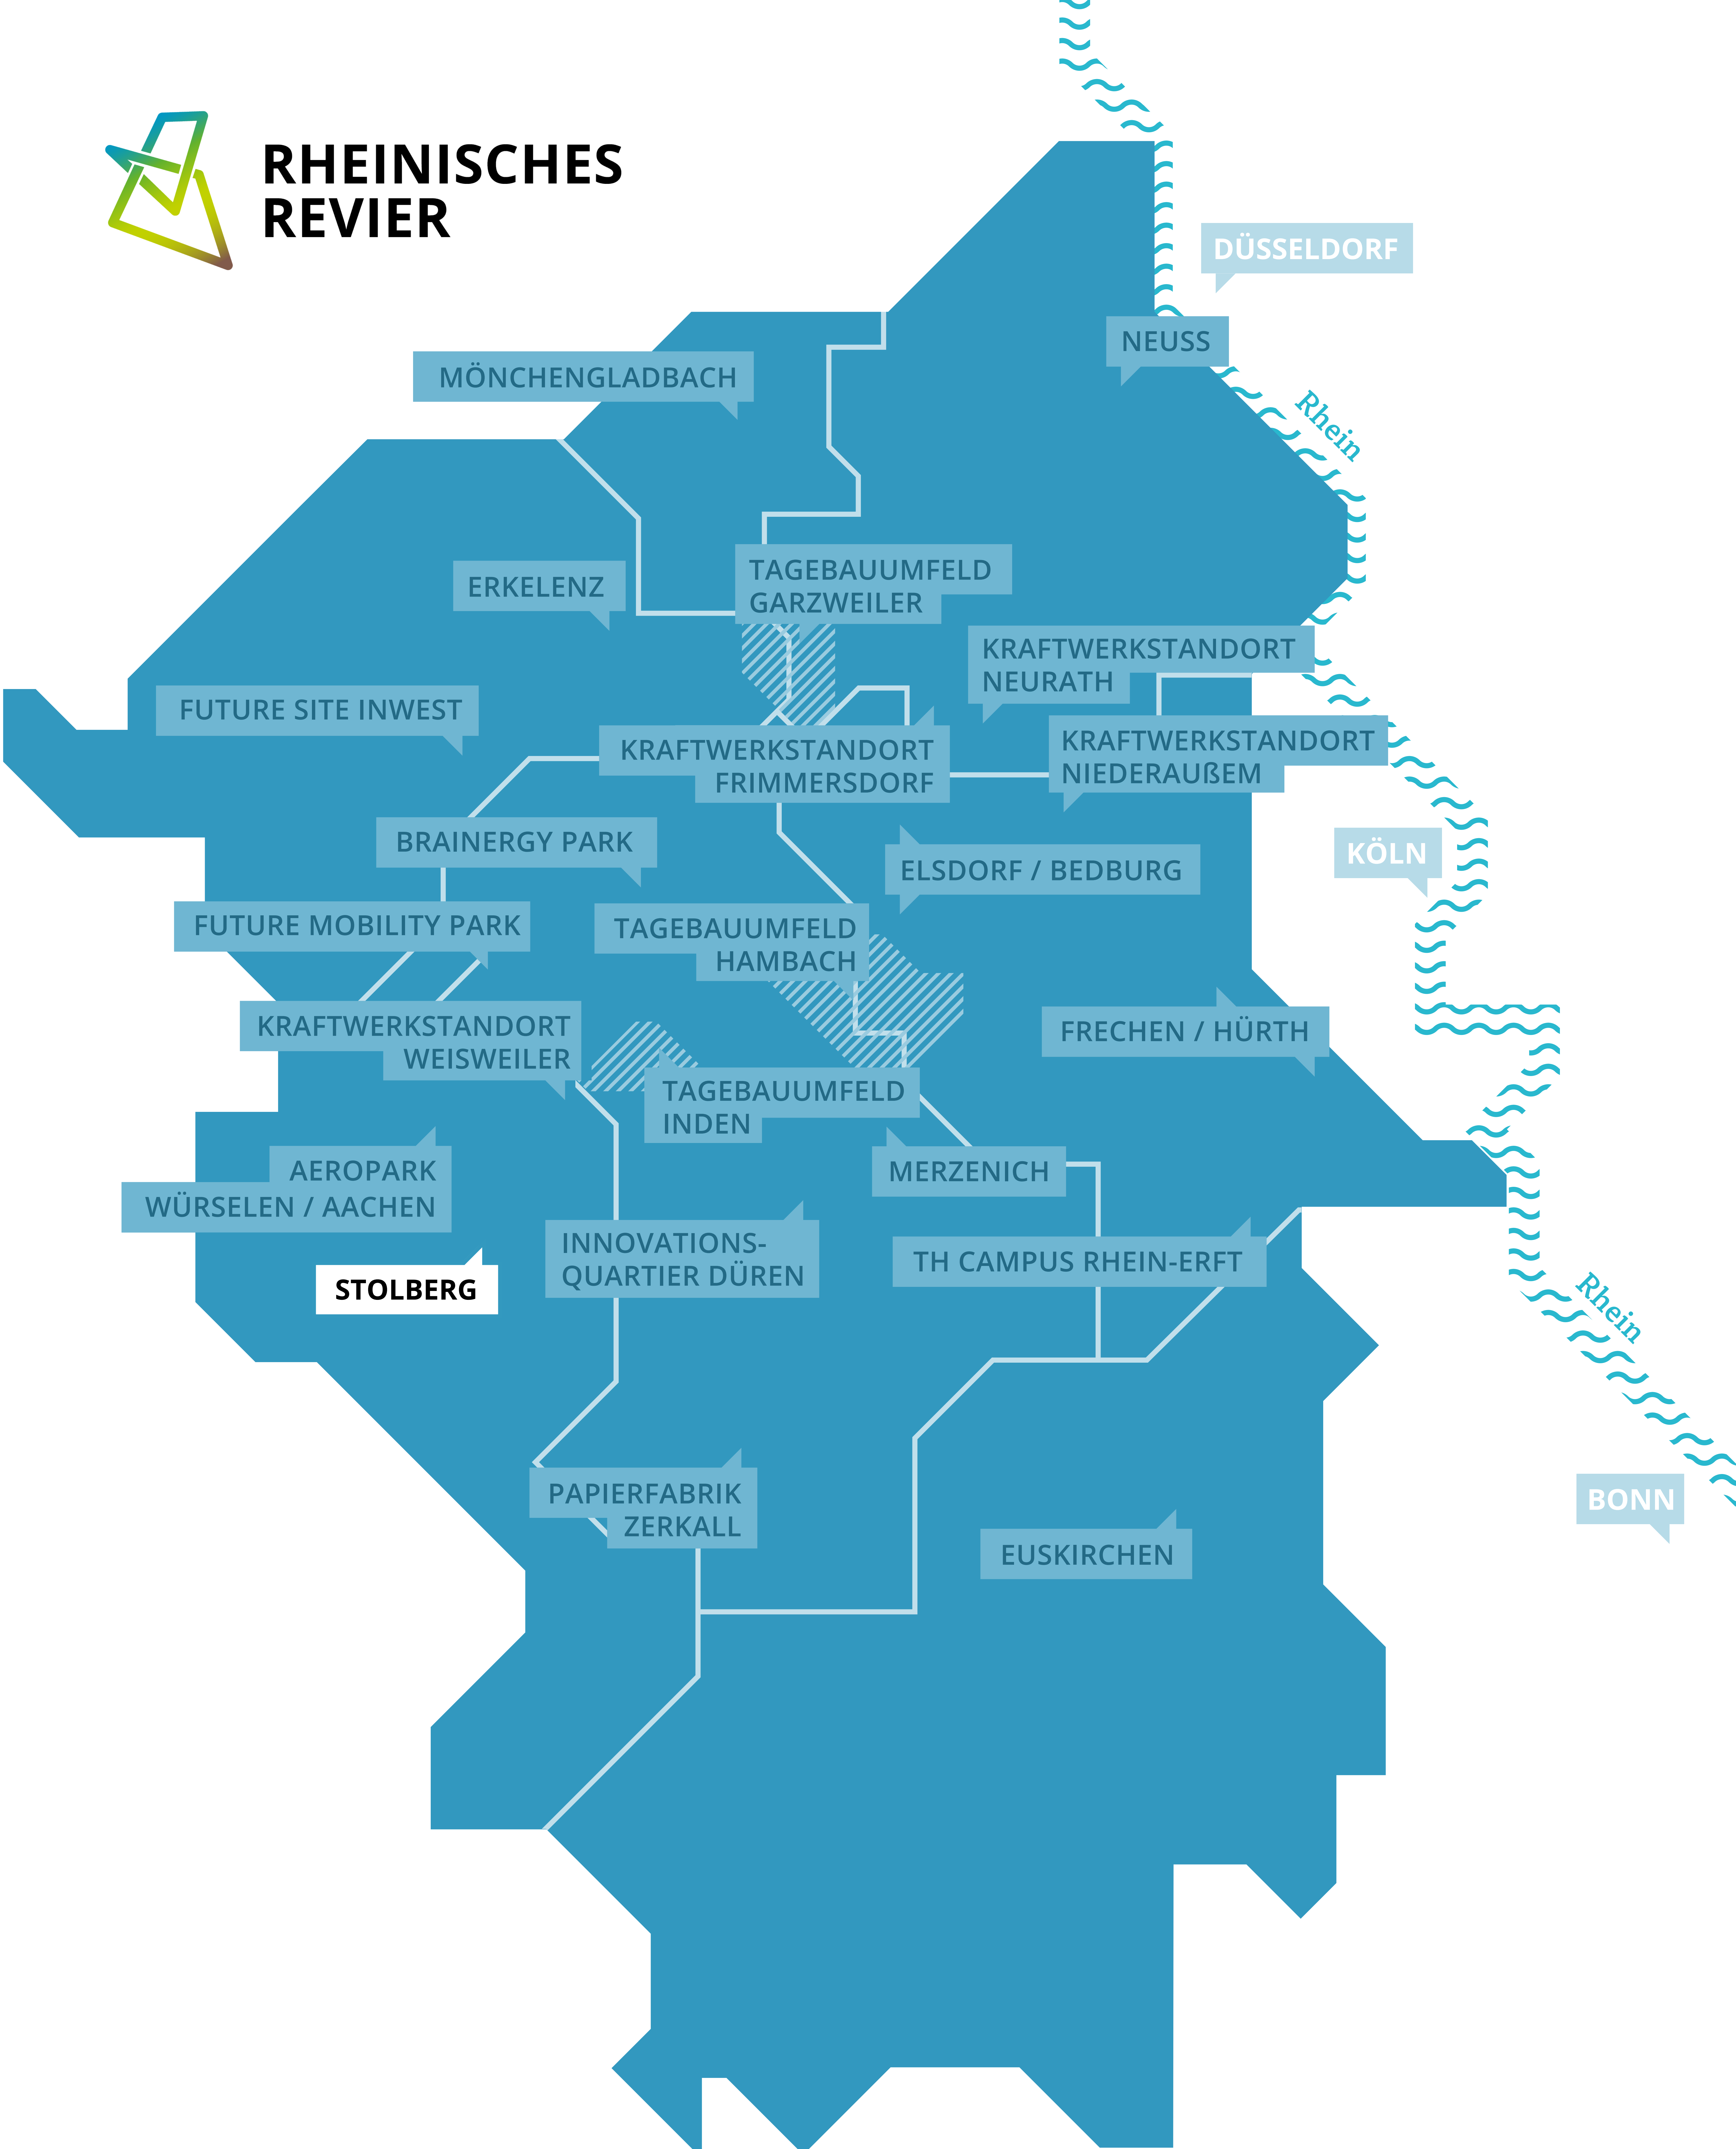 RHEINISCHES
REVIER
DÜSSELDORF
NEUSS
MÖNCHENGLADBACH
Rhein
TAGEBAUUMFELD
GARZWEILER
ERKELENZ
KRAFTWERKSTANDORT
NEURATH
FUTURE SITE INWEST
KRAFTWERKSTANDORT
FRIMMERSDORF
KRAFTWERKSTANDORT
NIEDERAUßEM
BRAINERGY PARK
KÖLN
ELSDORF / BEDBURG
FUTURE MOBILITY PARK
TAGEBAUUMFELD
HAMBACH
KRAFTWERKSTANDORT
WEISWEILER
FRECHEN / HÜRTH
TAGEBAUUMFELD
INDEN
AEROPARK
WÜRSELEN / AACHEN
MERZENICH
INNOVATIONS-
QUARTIER DÜREN
TH CAMPUS RHEIN-ERFT
STOLBERG
Rhein
PAPIERFABRIK
ZERKALL
BONN
EUSKIRCHEN